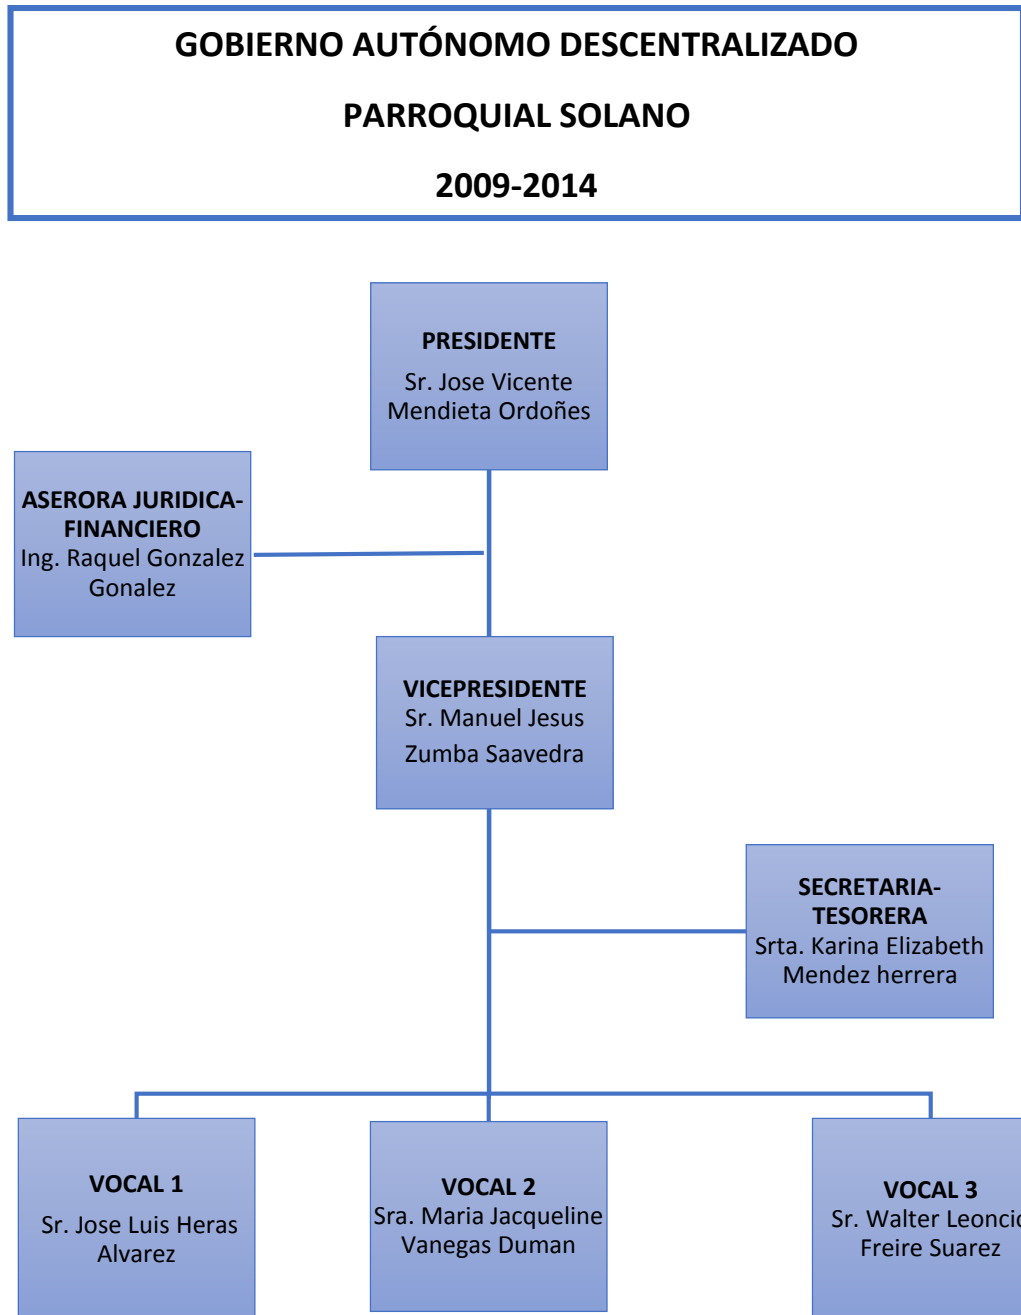 GOBIERNO AUTÓNOMO DESCENTRALIZADO
PARROQUIAL SOLANO
2009-2014
PRESIDENTE
Sr. Jose Vicente
Mendieta Ordoñes
ASERORA JURIDICA-
FINANCIERO
Ing. Raquel Gonzalez
Gonalez
VICEPRESIDENTE
Sr. Manuel Jesus
Zumba Saavedra
SECRETARIA-
TESORERA
Srta. Karina Elizabeth
Mendez herrera
VOCAL 1
Sr. Jose Luis Heras
Alvarez
VOCAL 2
Sra. Maria Jacqueline
Vanegas Duman
VOCAL 3
Sr. Walter Leoncio
Freire Suarez